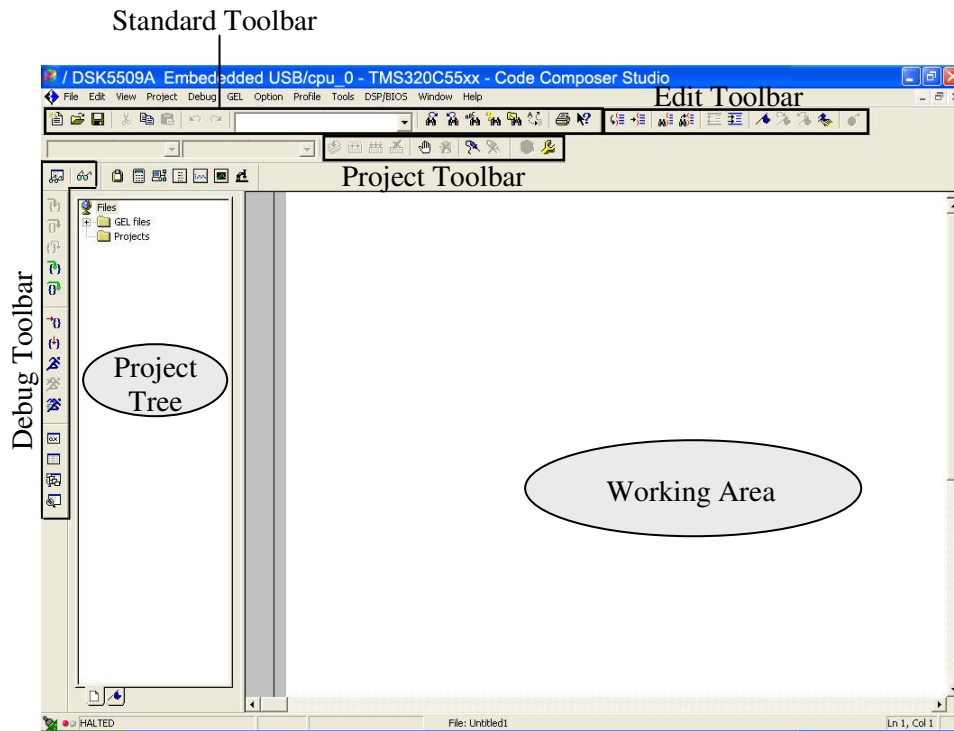 Standard Toolbar
/ DSK5509A Embededded USB/cpu_0 - TMS320C55xx - Code Composer Studio
File Edit View Project Debug GEL Option Profile Tools DSP/BIOS Window Help
Edit Toolbar
Project Toolbar
Debug Toolbar
Files
GEL files
Projects
Project
Tree
Working Area
HALTED
File: Untitled1
Ln 1, Col 1